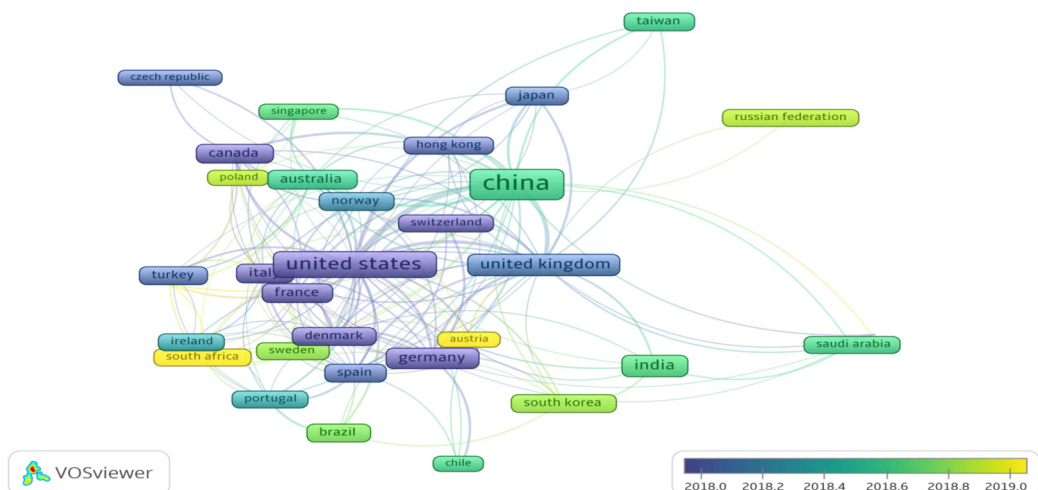 taiwan
czech republic
japan
singapore
russian federation
hong kong
canada
poland
australia
china
norway
switzerland
united states
united kingdom
turkey
italy
france
denmark
austria
ireland
sweden
south africa
germany
saudi arabia
spain
india
portugal
south korea
brazil
chile
VOSviewer
2018.0 2018.2 2018.4 2018.6 2018.8 2019.0